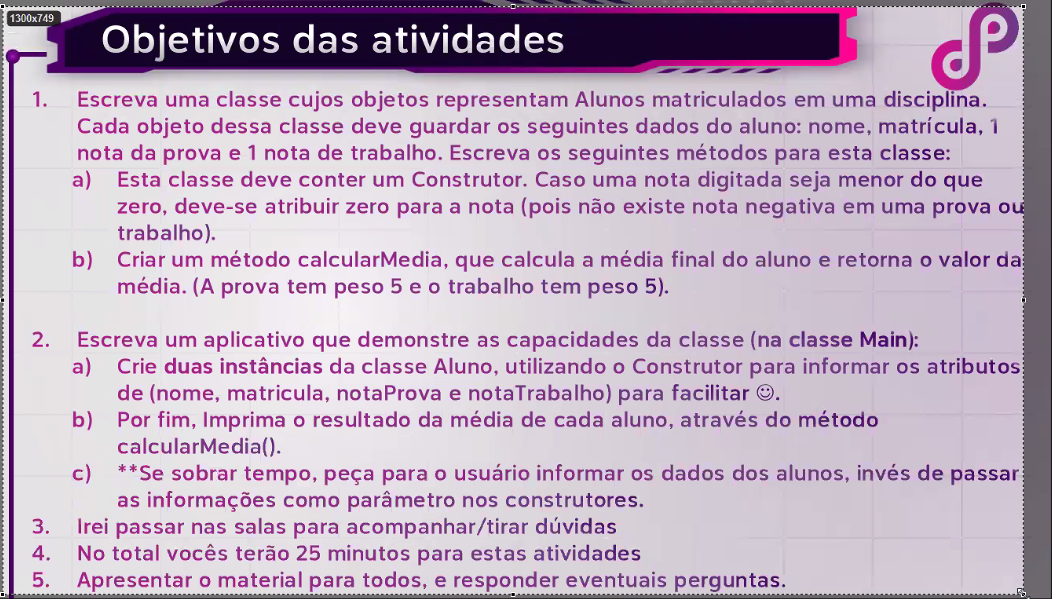 1300x749
Objetivos das atividades
1. Escreva uma classe cujos objetos representam Alunos matriculados em uma disciplina.
Cada objeto dessa classe deve guardar os seguintes dados do aluno: nome, matrícula, 1
nota da prova e 1 nota de trabalho. Escreva os seguintes métodos para esta classe:
a) Esta classe deve conter um Construtor. Caso uma nota digitada seja menor do que
zero, deve-se atribuir zero para a nota (pois não existe nota negativa em uma prova ou
trabalho).
b) Criar um método calcularMedia, que calcula a média final do aluno e retorna o valor da
média. (A prova tem peso 5 e o trabalho tem peso 5).
2. Escreva um aplicativo que demonstre as capacidades da classe (na classe Main):
a) Crie duas instâncias da classe Aluno, utilizando o Construtor para informar os atributos
de (nome, matricula, notaProva e notaTrabalho) para facilitar ☺.
b) Por fim, Imprima o resultado da média de cada aluno, através do método
calcularMedia().
c) **Se sobrar tempo, peça para o usuário informar os dados dos alunos, invés de passar
as informações como parâmetro nos construtores.
3. Irei passar nas salas para acompanhar/tirar dúvidas
4. No total vocês terão 25 minutos para estas atividades
5. Apresentar o material para todos, e responder eventuais perguntas.